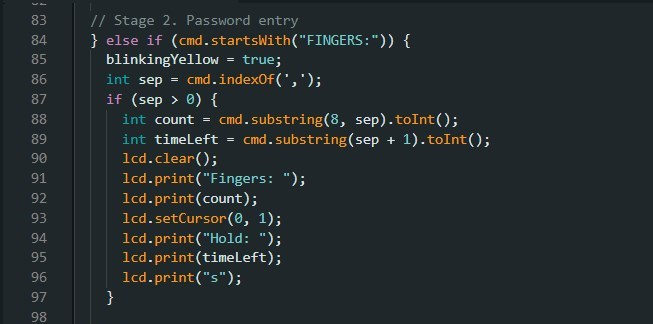 83 // Stage 2. Password entry
84 } else if (cmd.startsWith("FINGERS:")) {
85 blinkingYellow = true;
86 int sep = cmd.indexOf(',');
87 if (sep > 0) {
88 int count = cmd.substring(8, sep).toInt();
89 int timeLeft = cmd.substring(sep + 1).toInt();
90 lcd.clear();
91 lcd.print("Fingers: ");
92 lcd.print(count);
93 lcd.setCursor(0, 1);
94 lcd.print("Hold: ");
95 lcd.print(timeLeft);
96 lcd.print("s");
97 }
98